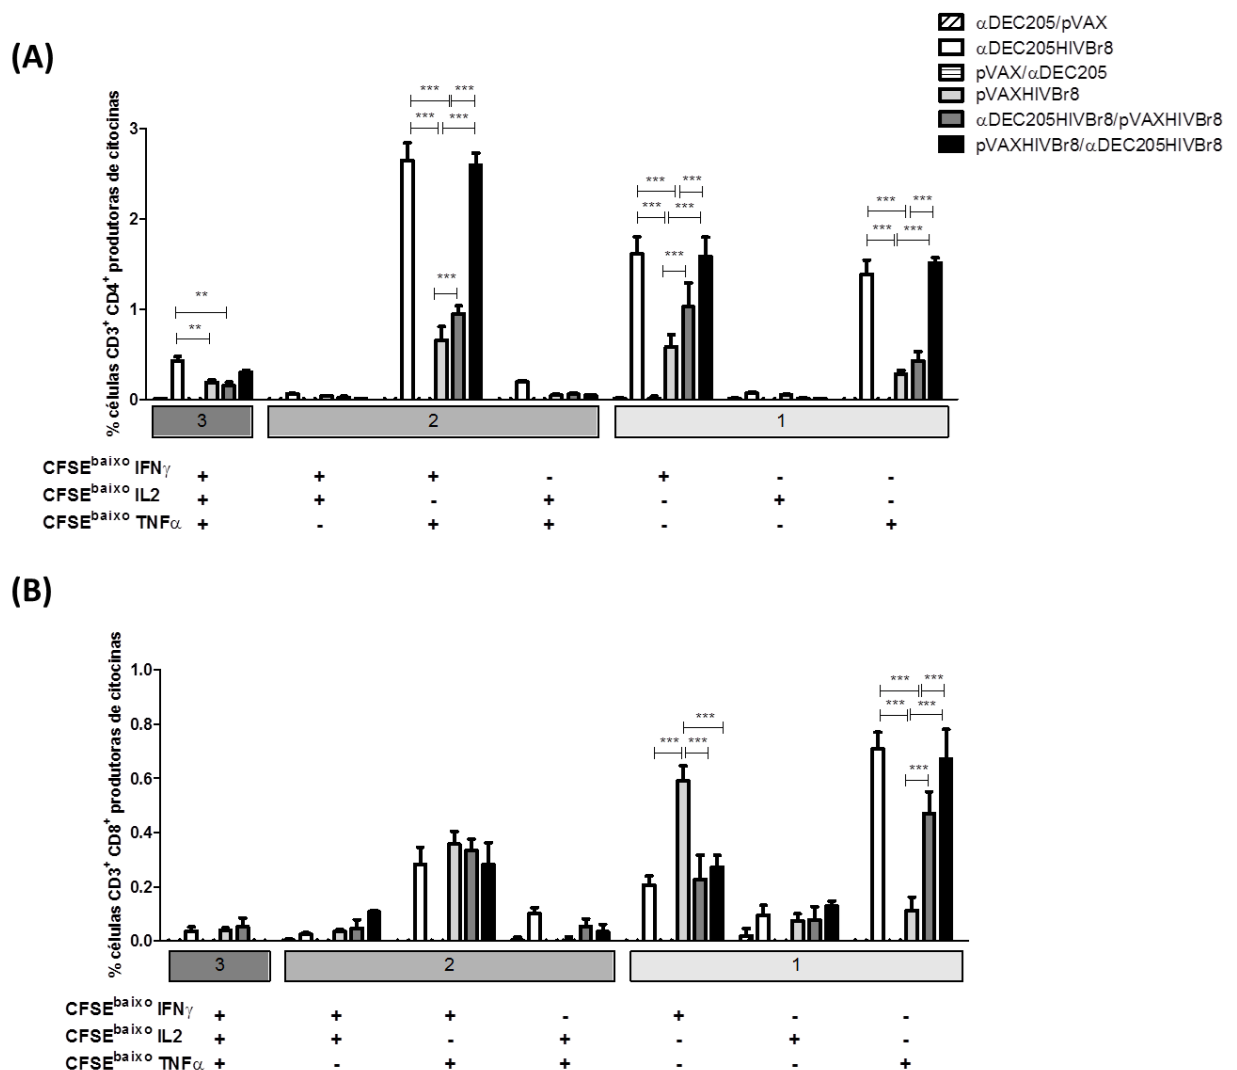 αDEC205/pVAX
αDEC205HIVBr8
pVAX/αDEC205
pVAXHIVBr8
αDEC205HIVBr8/pVAXHIVBr8
pVAXHIVBr8/αDEC205HIVBr8
(A)
% células CD3⁺ CD4⁺ produtoras de citocinas
3
2
1
0
*** ***
*** ***
***
*** ***
*** ***
***
*** ***
*** ***
**
**
3 2 1
CFSEᵇᵃⁱˣᵒ IFNγ + + + - + - -
CFSEᵇᵃⁱˣᵒ IL2 + + - + - + -
CFSEᵇᵃⁱˣᵒ TNFα + - + + - - +
(B)
% células CD3⁺ CD8⁺ produtoras de citocinas
1.0
0.8
0.6
0.4
0.2
0.0
***
*** ***
*** ***
*** ***
***
3 2 1
CFSEᵇᵃⁱˣᵒ IFNγ + + + - + - -
CFSEᵇᵃⁱˣᵒ IL2 + + - + - + -
CFSEᵇᵃⁱˣᵒ TNFα + - + + - - +